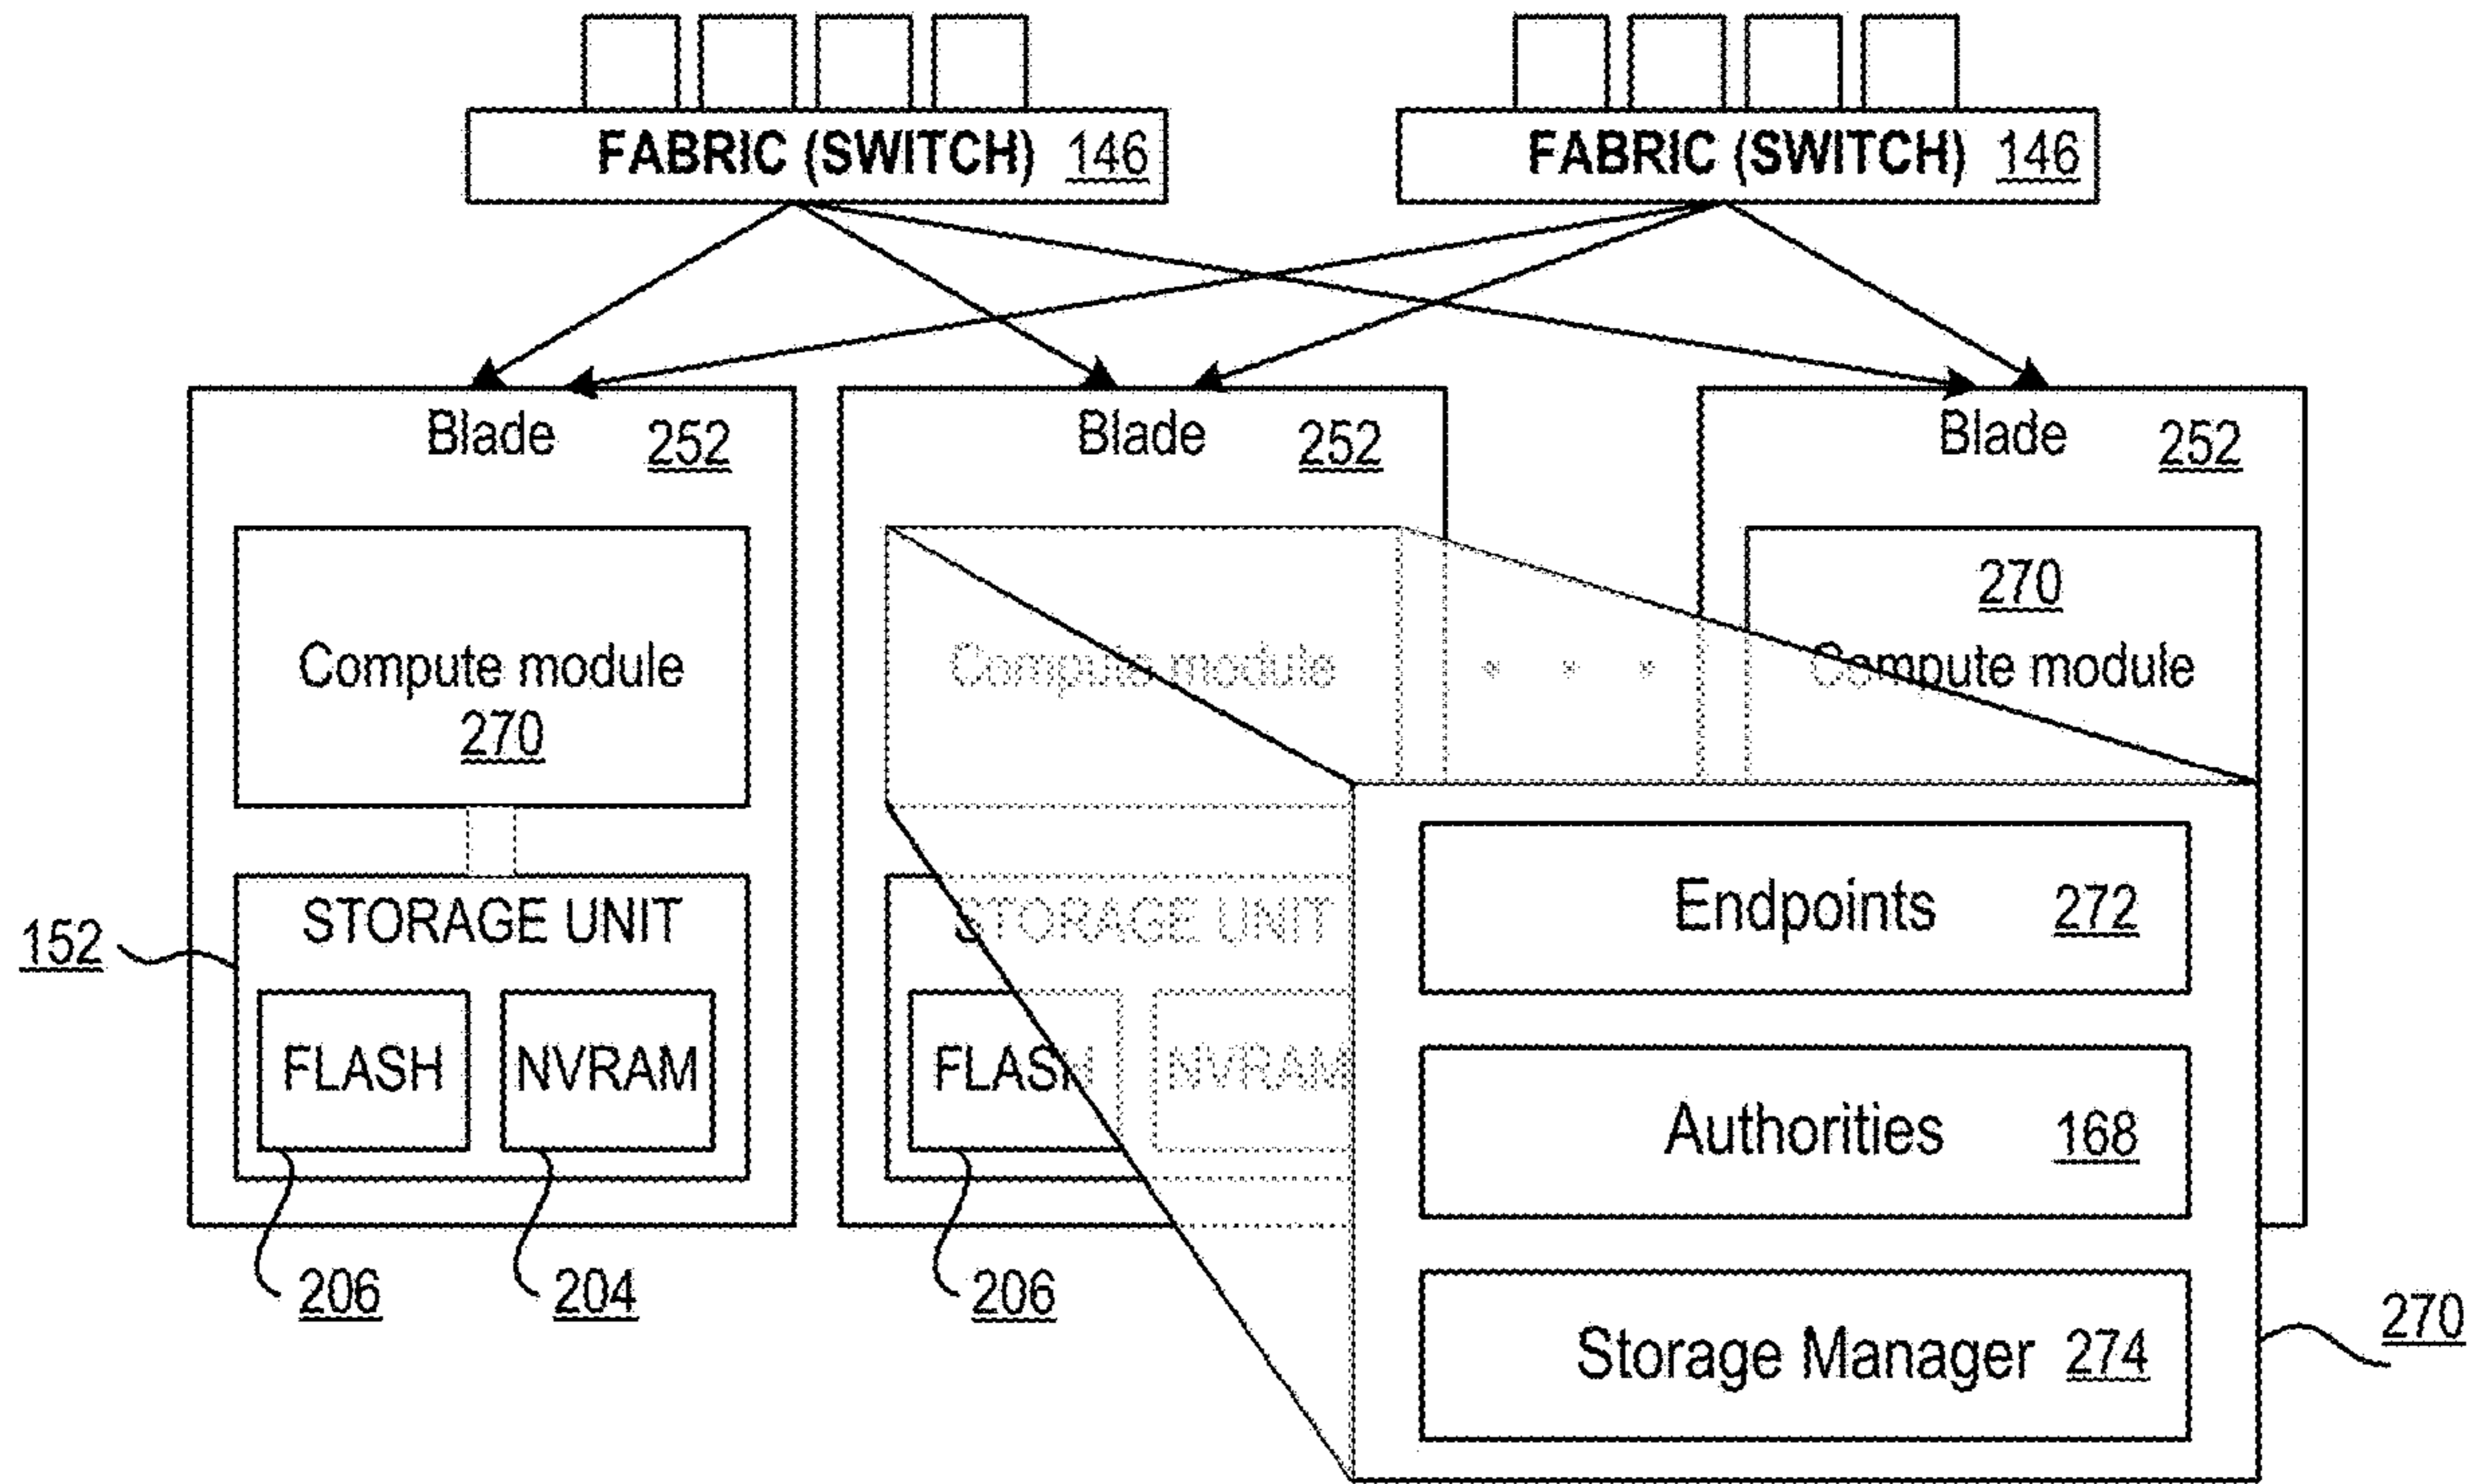 FABRIC (SWITCH) 146
FABRIC (SWITCH) 146
Blade 252
Blade 252
Blade 252
Compute module
270
Compute module
270
Compute module
STORAGE UNIT
152
FLASH
NVRAM
206
204
STORAGE UNIT
FLASH
NVRAM
206
Endpoints 272
Authorities 168
Storage Manager 274
270